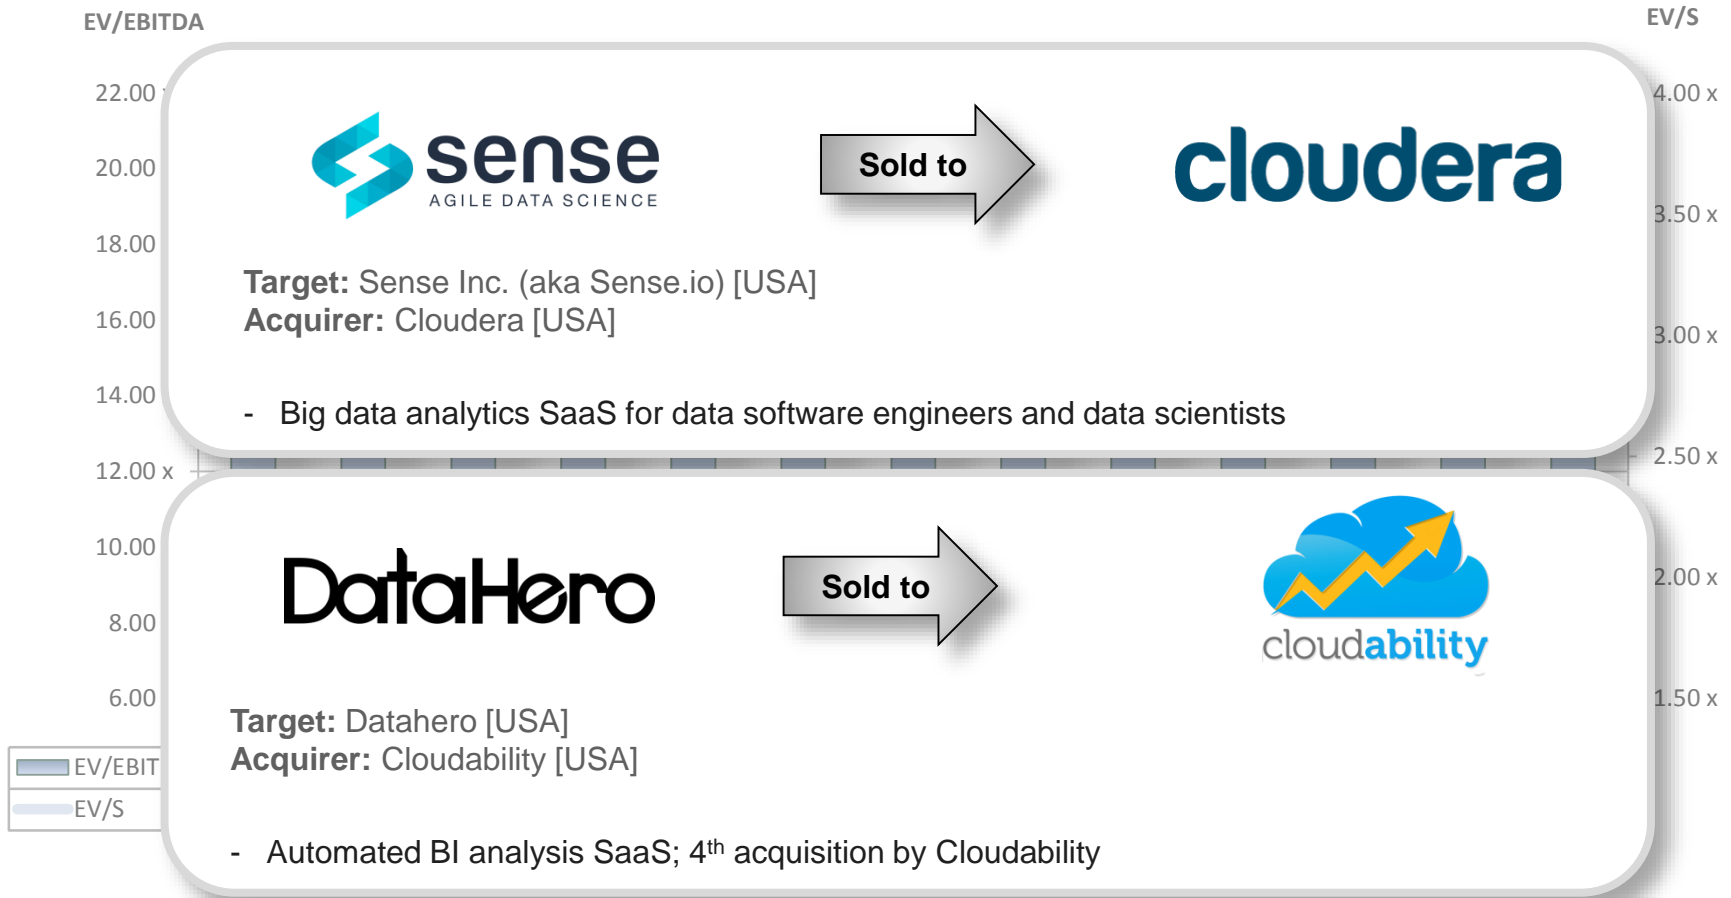 EV/EBITDA
EV/S
22.00
4.00 x
sense
AGILE DATA SCIENCE
Sold to
cloudera
20.00
3.50 x
18.00
Target: Sense Inc. (aka Sense.io) [USA]
Acquirer: Cloudera [USA]
16.00
3.00 x
14.00
- Big data analytics SaaS for data software engineers and data scientists
12.00 x
2.50 x
10.00
DataHero
Sold to
cloudability
2.00 x
8.00
6.00
1.50 x
Target: Datahero [USA]
Acquirer: Cloudability [USA]
EV/EBIT
EV/S
- Automated BI analysis SaaS; 4th acquisition by Cloudability